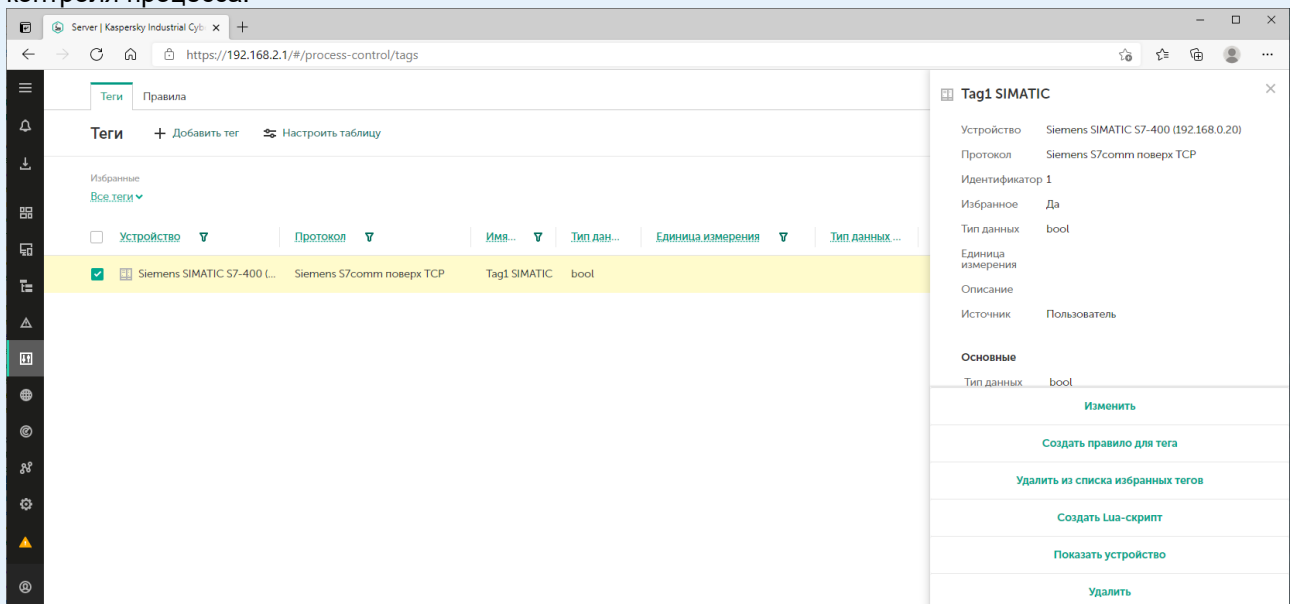 контроля процесса.
Server | Kaspersky Industrial Cyb
https://192.168.2.1/#/process-control/tags
Теги Правила
Теги + Добавить тег Настроить таблицу
Избранные
Все теги
Устройство Протокол Имя... Тип дан... Единица измерения Тип данных ...
Siemens SIMATIC S7-400 (... Siemens S7comm поверх TCP Tag1 SIMATIC bool
Tag1 SIMATIC
Устройство Siemens SIMATIC S7-400 (192.168.0.20)
Протокол Siemens S7comm поверх TCP
Идентификатор 1
Избранное Да
Тип данных bool
Единица
измерения
Описание
Источник Пользователь
Основные
Тип данных bool
Изменить
Создать правило для тега
Удалить из списка избранных тегов
Создать Lua-скрипт
Показать устройство
Удалить